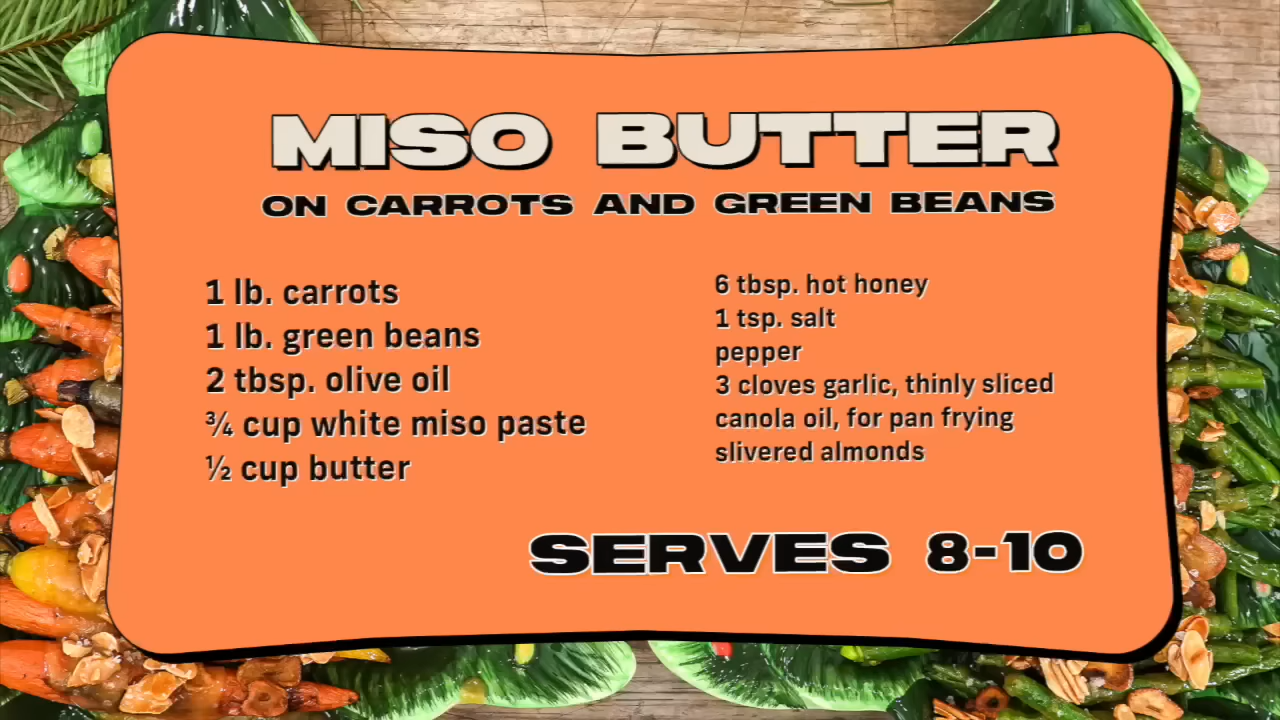 MISO BUTTER
ON CARROTS AND GREEN BEANS
1 lb. carrots
1 lb. green beans
2 tbsp. olive oil
¾ cup white miso paste
½ cup butter
6 tbsp. hot honey
1 tsp. salt
pepper
3 cloves garlic, thinly sliced
canola oil, for pan frying
slivered almonds
SERVES 8-10